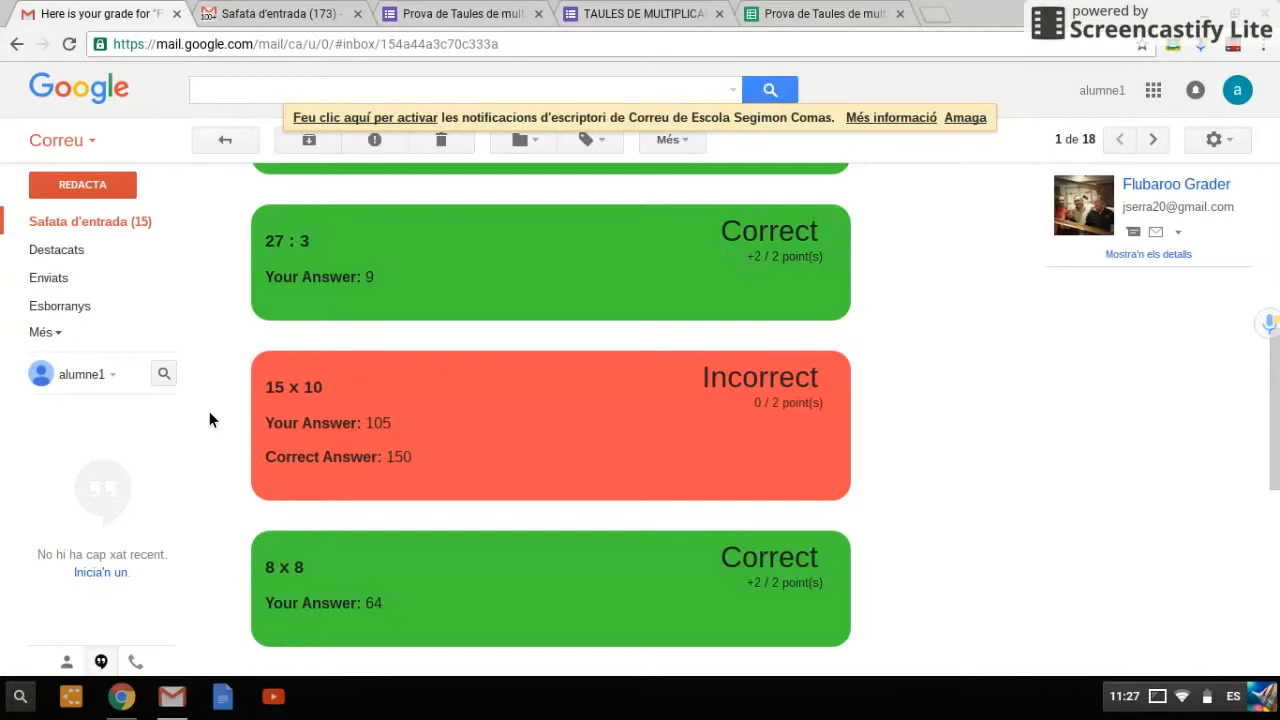 Here is your grade for "F
Safata d'entrada (173)
Prova de Taules de mult
TAULES DE MULTIPLICA
Prova de Taules de mult
powered by
Screencastify Lite
https://mail.google.com/mail/ca/u/0/#inbox/154a44a3c70c333a
Google
alumne1
a
Feu clic aquí per activar les notificacions d'escriptori de Correu de Escola Segimon Comas. Més informació Amaga
Correu
Més
1 de 18
REDACTA
Safata d'entrada (15)
Destacats
Enviats
Esborranys
Més
alumne1
No hi ha cap xat recent.
Inicia'n un.
27 : 3
Correct
+2 / 2 point(s)
Your Answer: 9
15 x 10
Incorrect
0 / 2 point(s)
Your Answer: 105
Correct Answer: 150
8 x 8
Correct
+2 / 2 point(s)
Your Answer: 64
Flubaroo Grader
jserra20@gmail.com
Mostra'n els detalls
11:27
ES